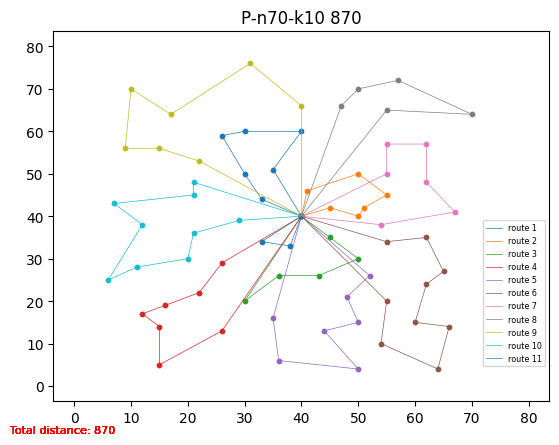 P-n70-k10 870
80
70
60
50
40
30
20
10
0
0 10 20 30 40 50 60 70 80
route 1
route 2
route 3
route 4
route 5
route 6
route 7
route 8
route 9
route 10
route 11
Total distance: 870